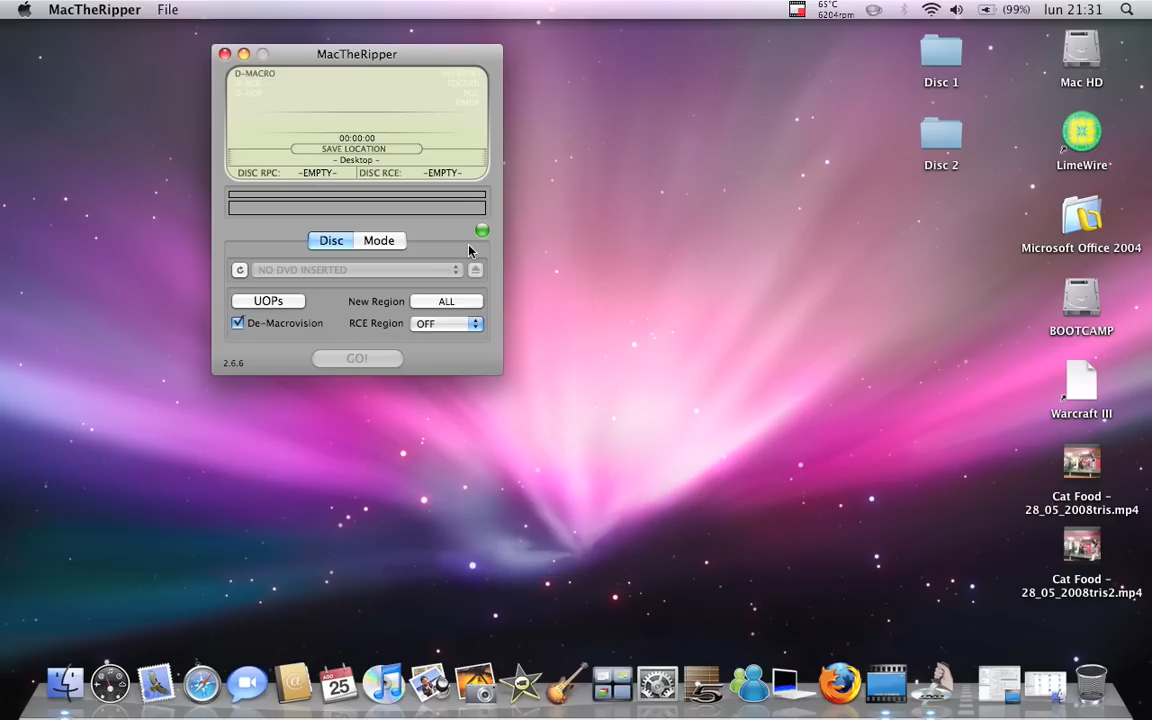 MacTheRipper File
65°C
6204rpm
(99%) lun 21:31
MacTheRipper
D-MACRO
00:00:00
SAVE LOCATION
- Desktop -
DISC RPC: -EMPTY- DISC RCE: -EMPTY-
Disc Mode
NO DVD INSERTED
UOPs New Region ALL
De-Macrovision RCE Region OFF
2.6.6 GO!
Disc 1
Mac HD
Disc 2
LimeWire
Microsoft Office 2004
BOOTCAMP
Warcraft III
Cat Food -
28_05_2008tris.mp4
Cat Food -
28_05_2008tris2.mp4
AGO
25
5